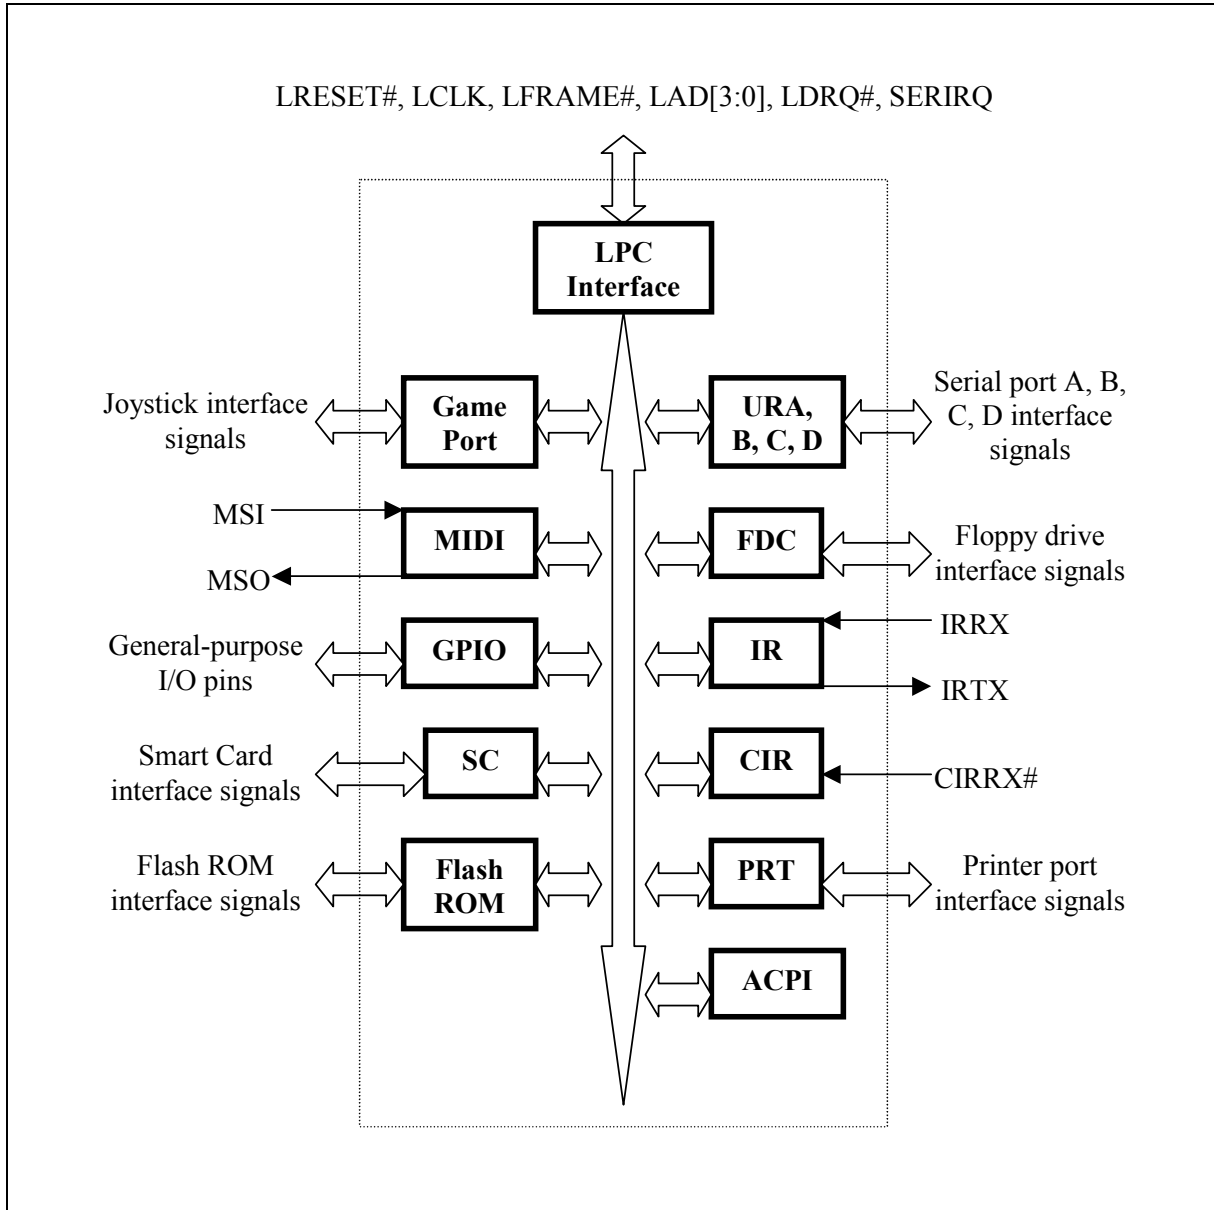 LRESET#, LCLK, LFRAME#, LAD[3:0], LDRQ#, SERIRQ
LPC
Interface
Joystick interface
signals
Game
Port
URA,
B, C, D
Serial port A, B,
C, D interface
signals
MSI
MSO
MIDI
FDC
Floppy drive
interface signals
General-purpose
I/O pins
GPIO
IR
IRRX
IRTX
Smart Card
interface signals
SC
CIR
CIRRX#
Flash ROM
interface signals
Flash
ROM
PRT
Printer port
interface signals
ACPI